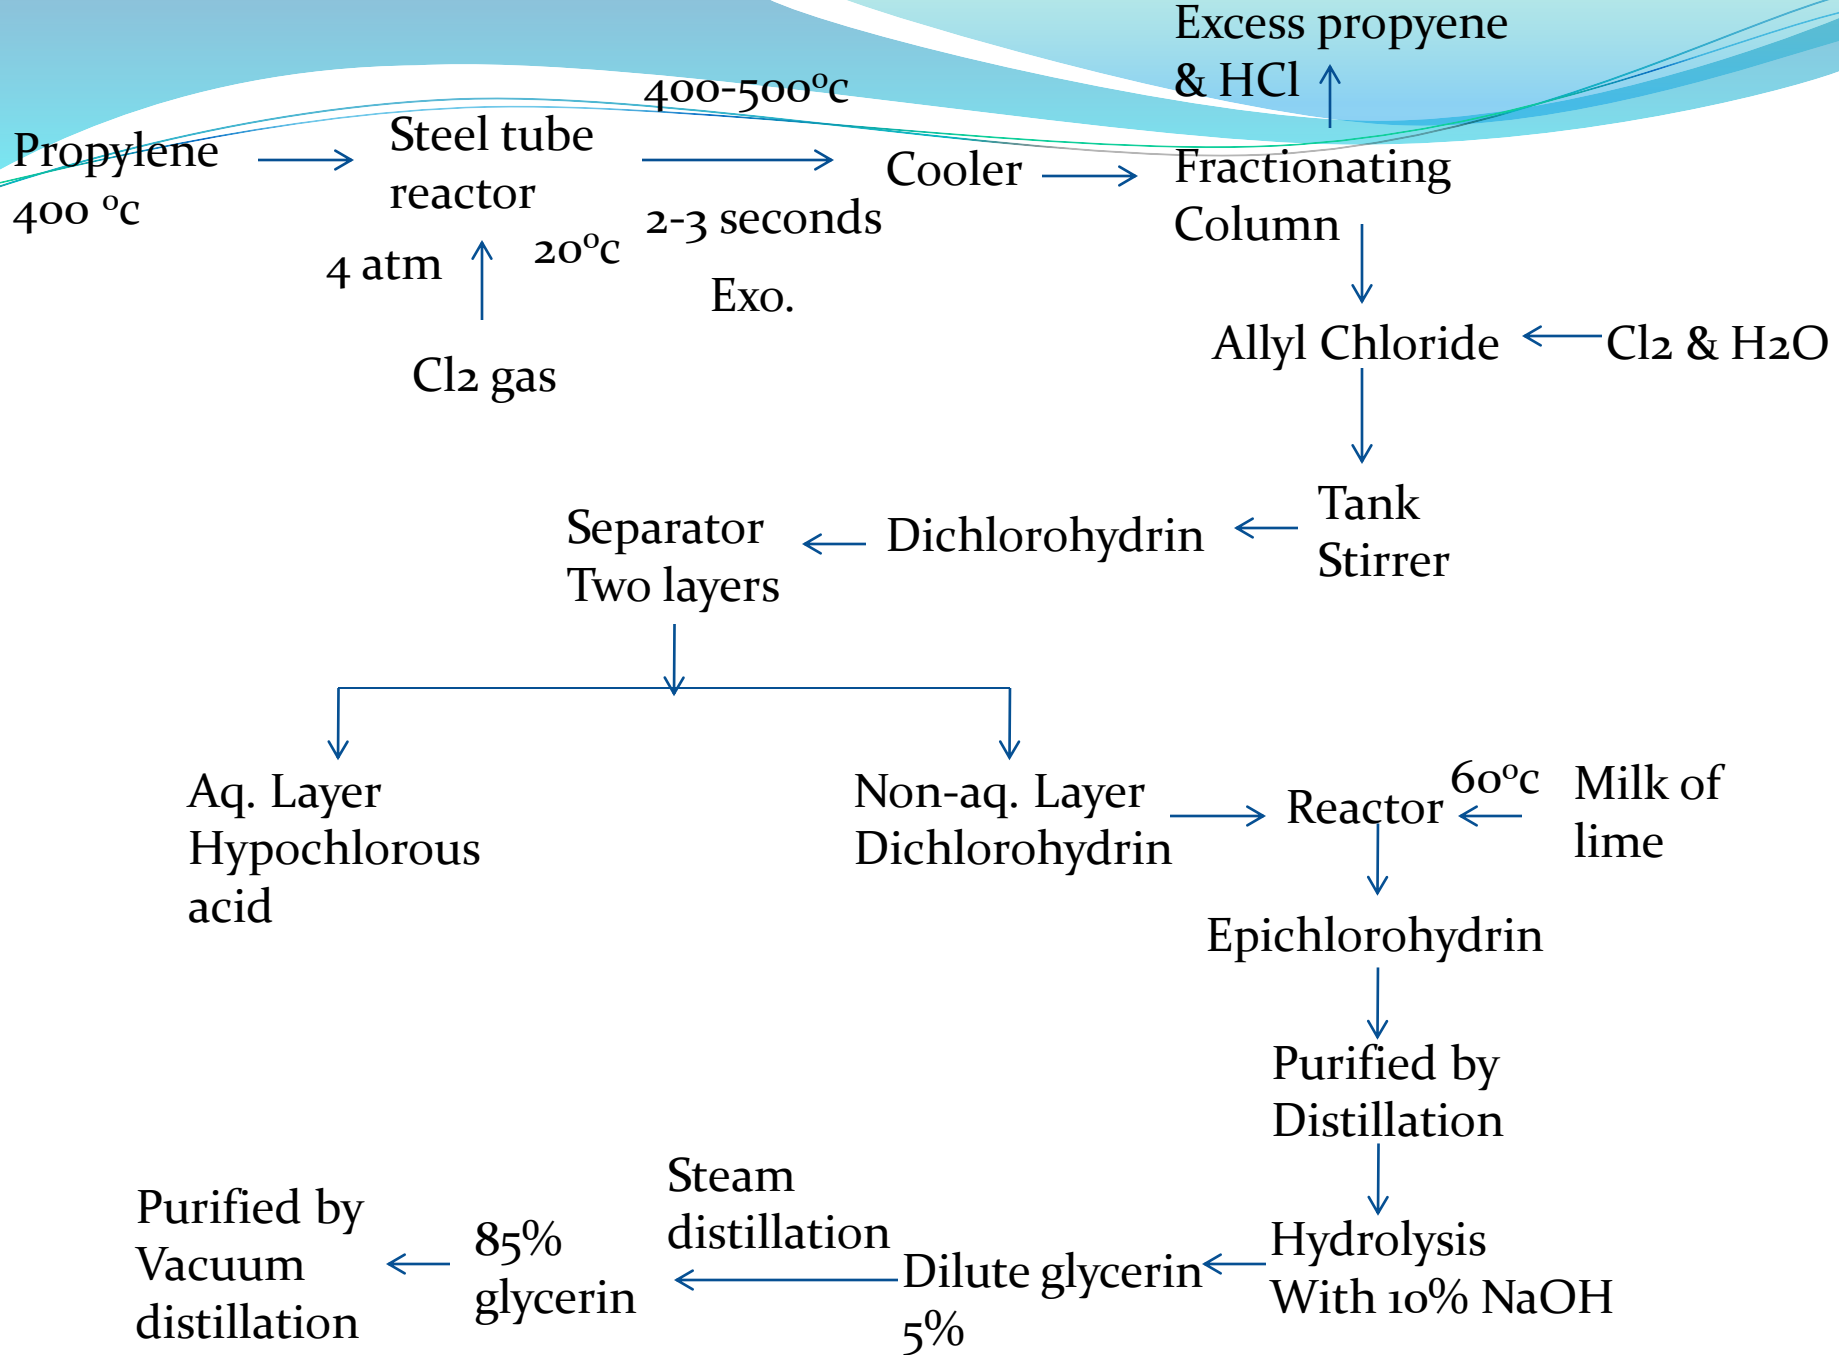 Excess propyene
& HCl
400-500ºc
Propylene
400 ºc
Steel tube
reactor
Cooler
Fractionating
Column
2-3 seconds
4 atm
20ºc
Exo.
Cl2 gas
Allyl Chloride
Cl2 & H2O
Tank
Stirrer
Dichlorohydrin
Separator
Two layers
Aq. Layer
Hypochlorous
acid
Non-aq. Layer
Dichlorohydrin
Reactor
60ºc
Milk of
lime
Epichlorohydrin
Purified by
Distillation
Hydrolysis
With 10% NaOH
Dilute glycerin
5%
Steam
distillation
85%
glycerin
Purified by
Vacuum
distillation